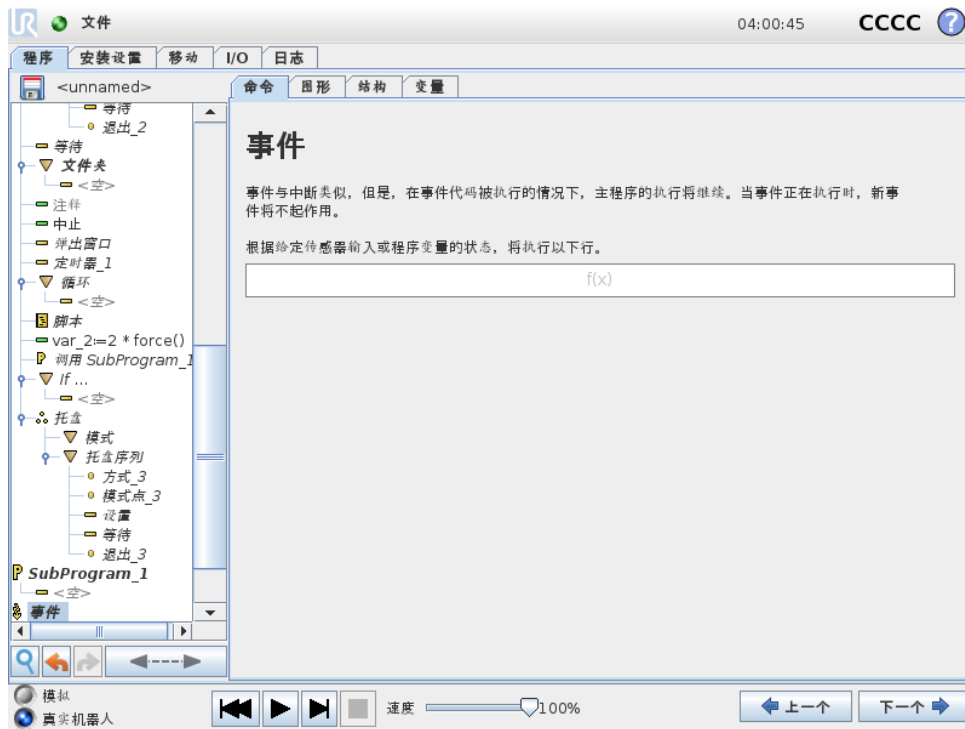 UR 文件 04:00:45 CCCC ?
程序 安装设置 移动 I/O 日志
<unnamed>
命令 图形 结构 变量
等待
退出_2
等待
文件夹
<空>
注释
中止
弹出窗口
定时器_1
循环
<空>
脚本
var_2:=2 * force()
调用 SubProgram_1
If ...
<空>
托盘
模式
托盘序列
方式_3
模式点_3
设置
等待
退出_3
P SubProgram_1
<空>
事件
事件
事件与中断类似，但是，在事件代码被执行的情况下，主程序的执行将继续。当事件正在执行时，新事
件将不起作用。
根据给定传感器输入或程序变量的状态，将执行以下行。
f(x)
模拟
真实机器人
速度 100%
上一个 下一个